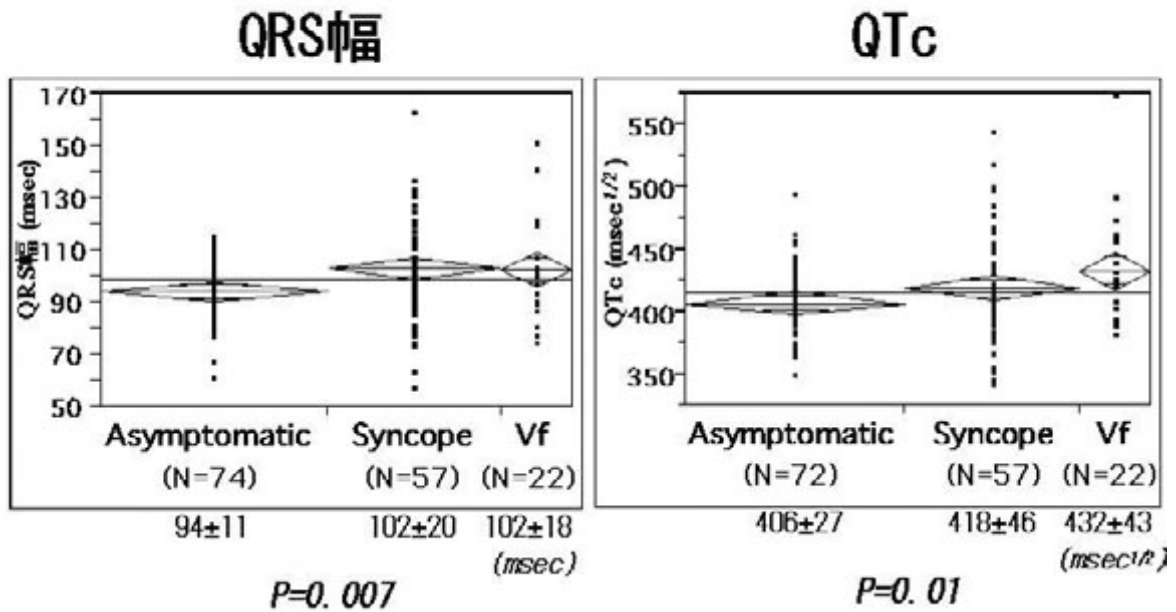 QRS幅
QRS幅 (msec)
170
150
130
110
90
70
50
Asymptomatic Syncope Vf
(N=74) (N=57) (N=22)
94±11 102±20 102±18
(msec)
P=0.007
QTc
QTc (msec1/2)
550
500
450
400
350
Asymptomatic Syncope Vf
(N=72) (N=57) (N=22)
406±27 418±46 432±43
(msec1/2)
P=0.01